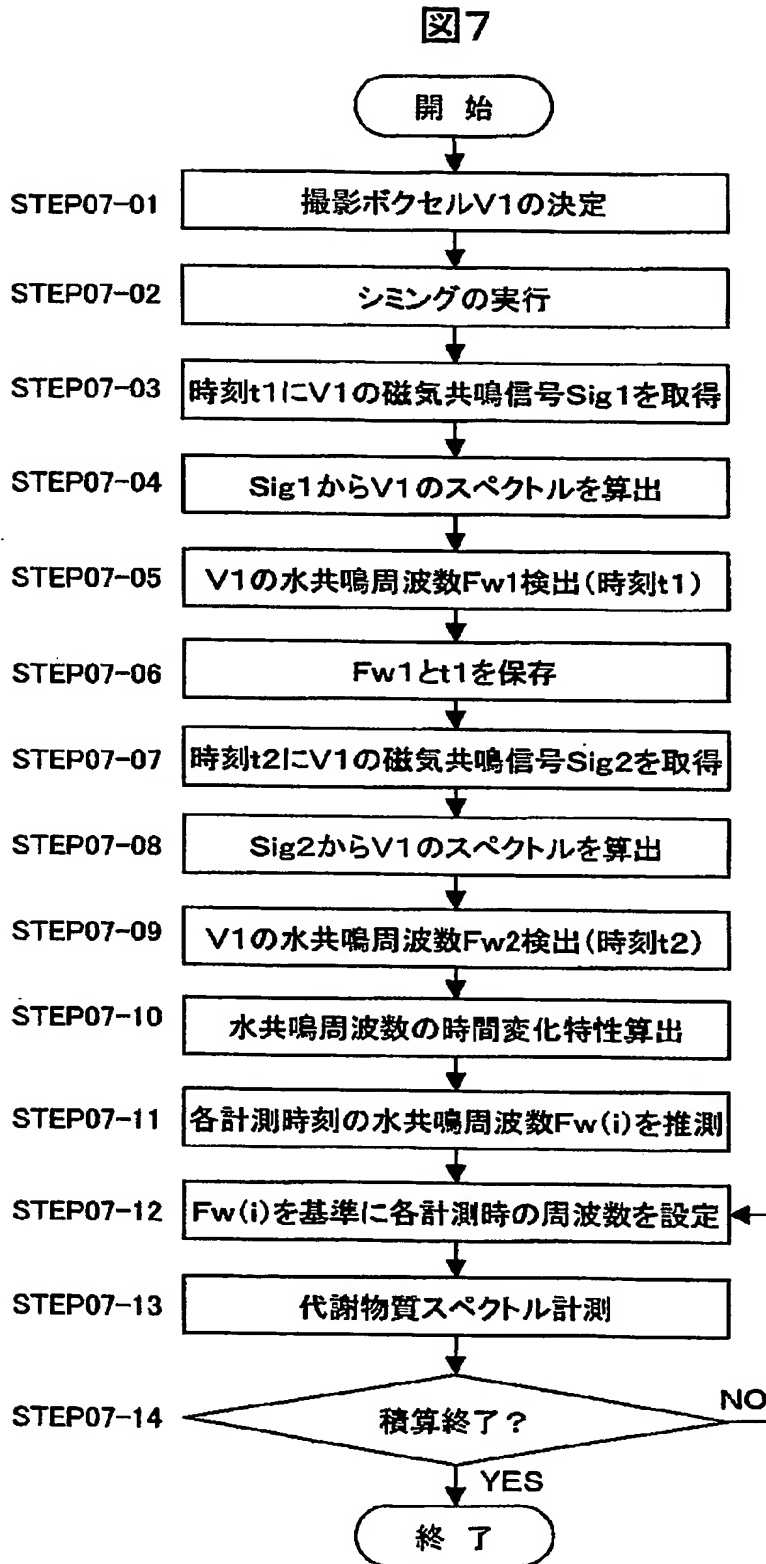 図7
開 始
STEP07-01 撮影ボクセルV1の決定
STEP07-02 シミングの実行
STEP07-03 時刻t1にV1の磁気共鳴信号Sig1を取得
STEP07-04 Sig1からV1のスペクトルを算出
STEP07-05 V1の水共鳴周波数Fw1検出(時刻t1)
STEP07-06 Fw1とt1を保存
STEP07-07 時刻t2にV1の磁気共鳴信号Sig2を取得
STEP07-08 Sig2からV1のスペクトルを算出
STEP07-09 V1の水共鳴周波数Fw2検出(時刻t2)
STEP07-10 水共鳴周波数の時間変化特性算出
STEP07-11 各計測時刻の水共鳴周波数Fw(i)を推測
STEP07-12 Fw(i)を基準に各計測時の周波数を設定
STEP07-13 代謝物質スペクトル計測
STEP07-14 積算終了? NO
YES
終 了